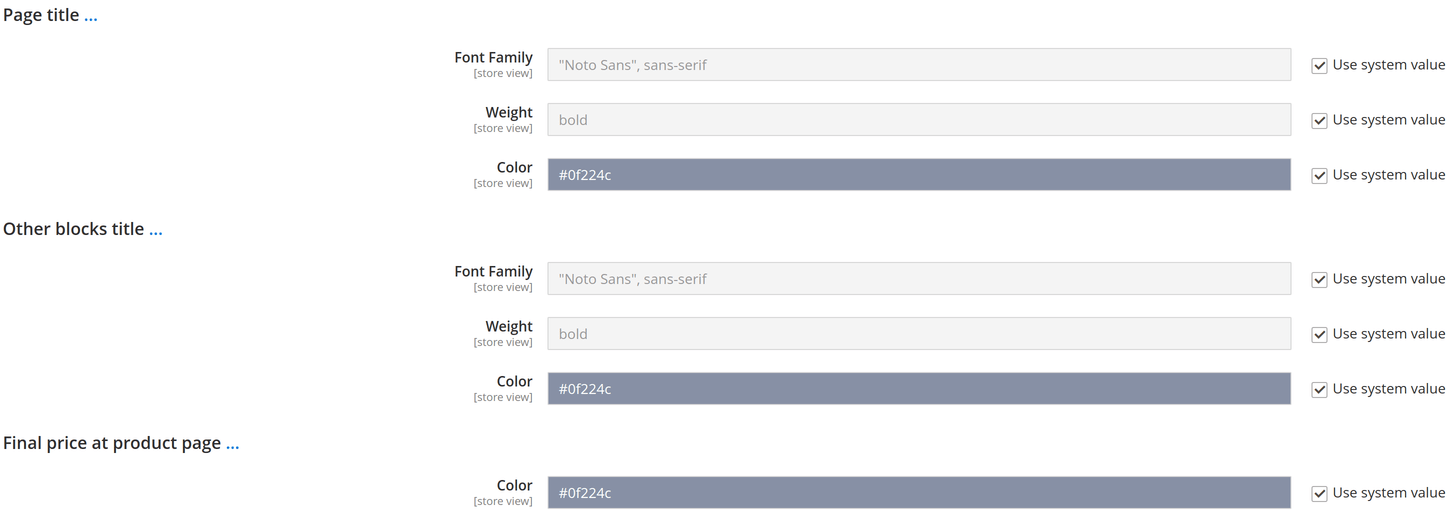 Page title ...
Font Family
"Noto Sans", sans-serif
Use system value
[store view]
Weight
bold
Use system value
[store view]
Color
#0f224c
Use system value
[store view]
Other blocks title ...
Font Family
"Noto Sans", sans-serif
Use system value
[store view]
Weight
bold
Use system value
[store view]
Color
#0f224c
Use system value
[store view]
Final price at product page ...
Color
#0f224c
Use system value
[store view]